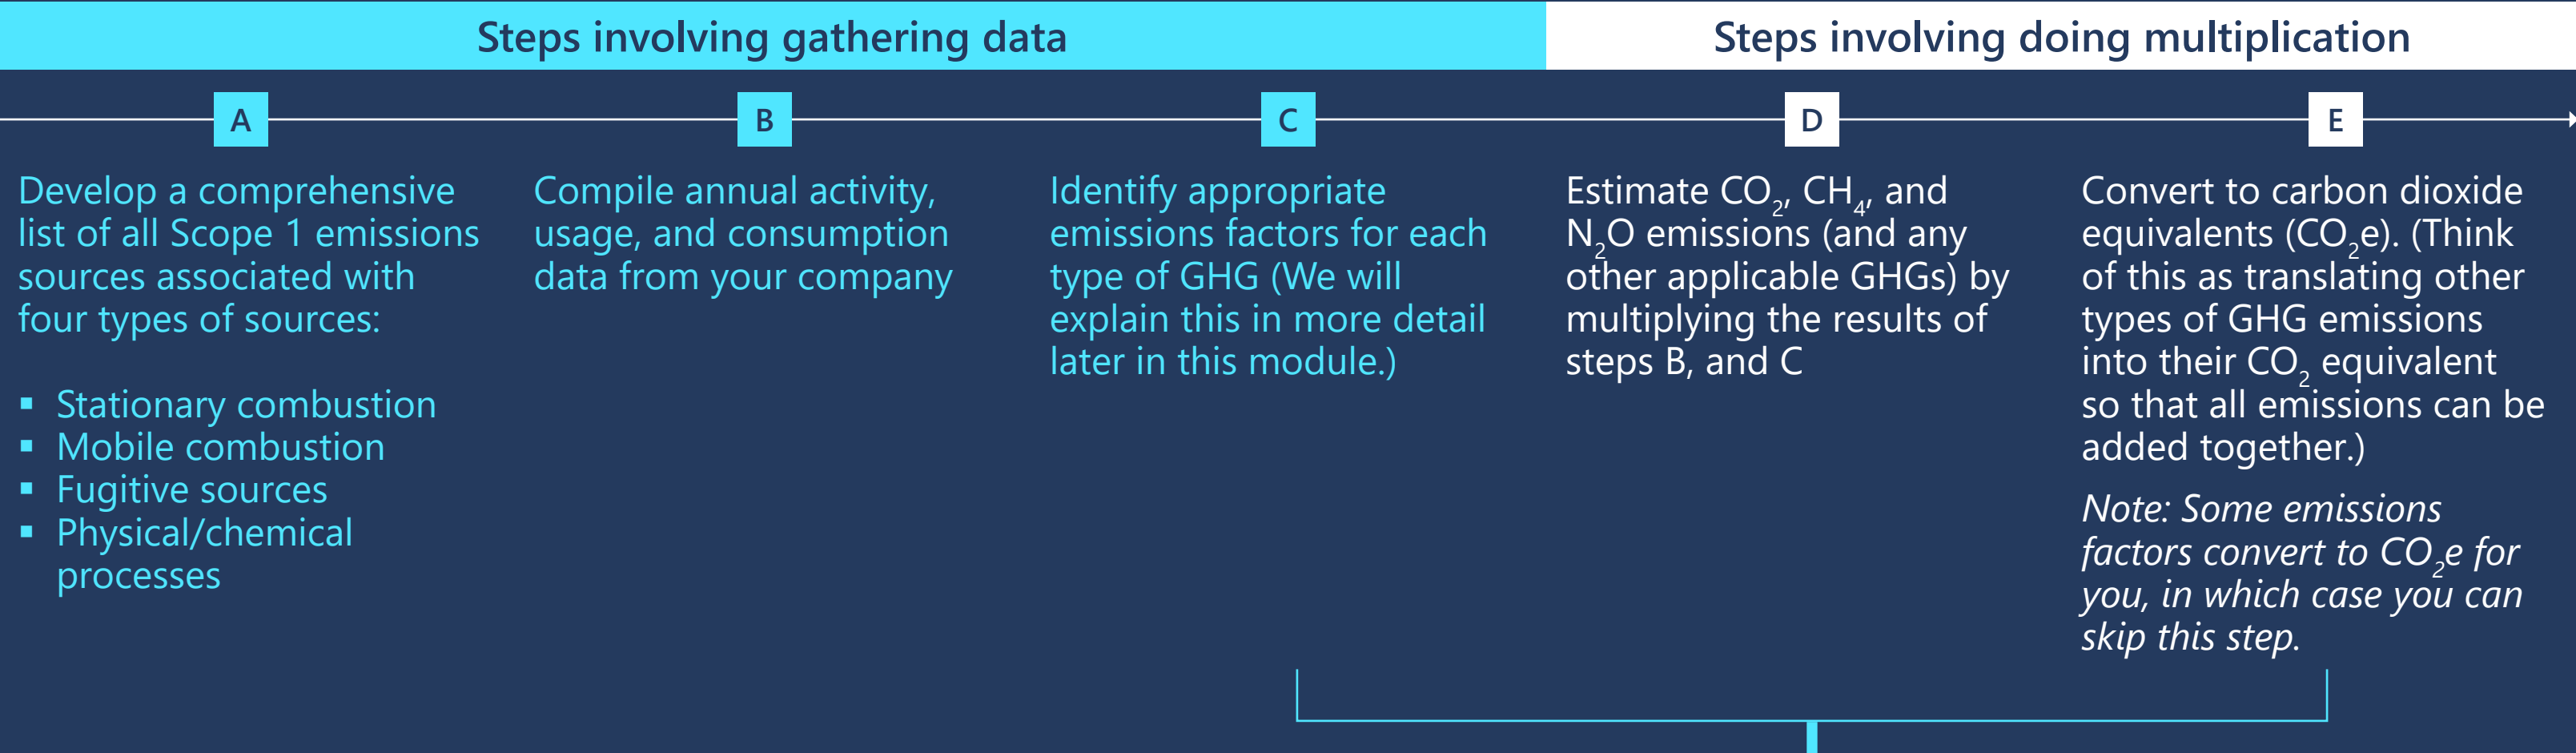 Steps involving gathering data
Steps involving doing multiplication
A
Develop a comprehensive
list of all Scope 1 emissions
sources associated with
four types of sources:
▪ Stationary combustion
▪ Mobile combustion
▪ Fugitive sources
▪ Physical/chemical
processes
B
Compile annual activity,
usage, and consumption
data from your company
C
Identify appropriate
emissions factors for each
type of GHG (We will
explain this in more detail
later in this module.)
D
Estimate CO₂, CH₄, and
N₂O emissions (and any
other applicable GHGs) by
multiplying the results of
steps B, and C
E
Convert to carbon dioxide
equivalents (CO₂e). (Think
of this as translating other
types of GHG emissions
into their CO₂ equivalent
so that all emissions can be
added together.)
Note: Some emissions
factors convert to CO₂e for
you, in which case you can
skip this step.